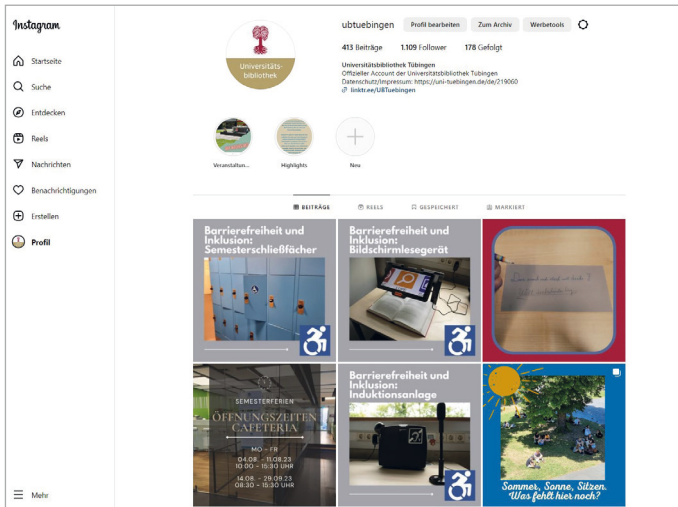 Instagram
Startseite
Suche
Entdecken
Reels
Nachrichten
Benachrichtigungen
Erstellen
Profil
Mehr
Universitäts-
bibliothek
ubtuebingen Profil bearbeiten Zum Archiv Werbetools
413 Beiträge 1.109 Follower 178 Gefolgt
Universitätsbibliothek Tübingen
Offizieller Account der Universitätsbibliothek Tübingen
Datenschutz/Impressum: https://uni-tuebingen.de/de/219060
linktr.ee/UBTuebingen
Veranstaltun... Highlights Neu
BEITRÄGE REELS GESPEICHERT MARKIERT
Barrierefreiheit und
Inklusion:
Semesterschließfächer
Barrierefreiheit und
Inklusion:
Bildschirmlesegerät
SEMESTERFERIEN
ÖFFNUNGSZEITEN
CAFETERIA
MO - FR
04.08. - 11.08.23
10:00 - 15:30 UHR
14.08. - 29.09.23
08:30 - 15:30 UHR
Barrierefreiheit und
Inklusion:
Induktionsanlage
Sommer, Sonne, Sitzen.
Was fehlt hier noch?